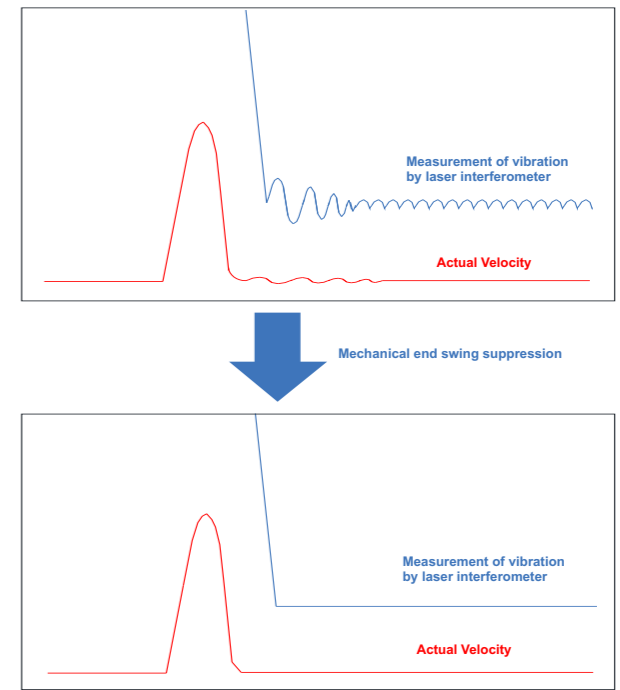 Measurement of vibration
by laser interferometer
Actual Velocity
Mechanical end swing suppression
Measurement of vibration
by laser interferometer
Actual Velocity